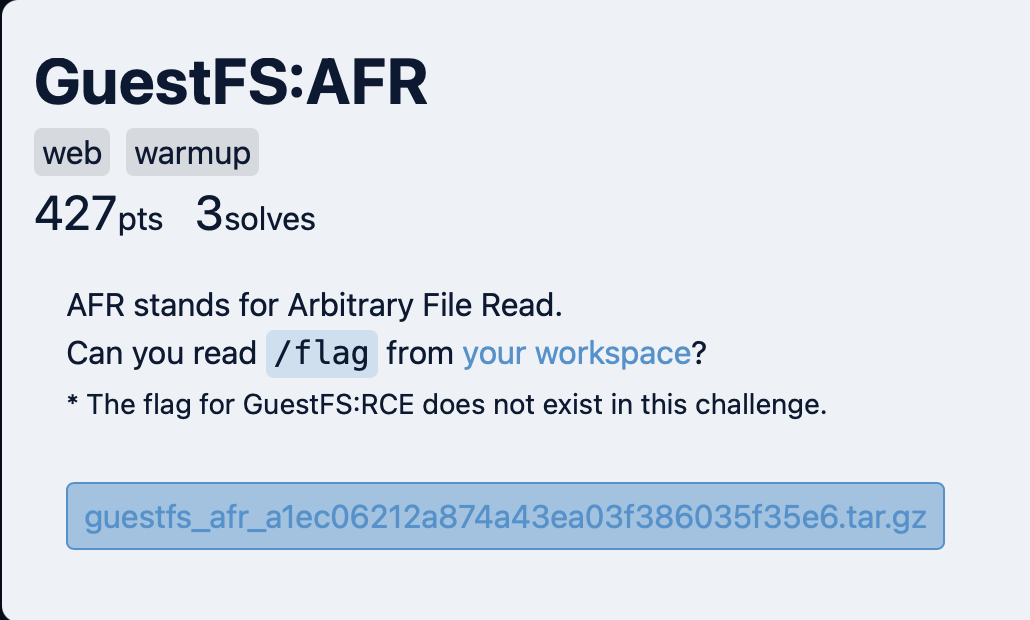 GuestFS:AFR
web warmup
427pts 3solves
AFR stands for Arbitrary File Read.
Can you read /flag from your workspace?
* The flag for GuestFS:RCE does not exist in this challenge.
guestfs_afr_a1ec06212a874a43ea03f386035f35e6.tar.gz